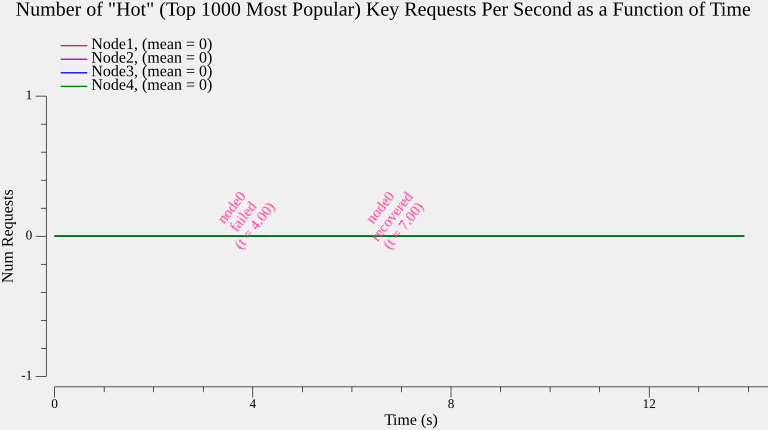 Number of "Hot" (Top 1000 Most Popular) Key Requests Per Second as a Function of Time
Node1, (mean = 0)
Node2, (mean = 0)
Node3, (mean = 0)
Node4, (mean = 0)
1
0
-1
Num Requests
node0
failed
(t = 4.00)
node0
recovered
(t = 7.00)
0
4
8
12
Time (s)